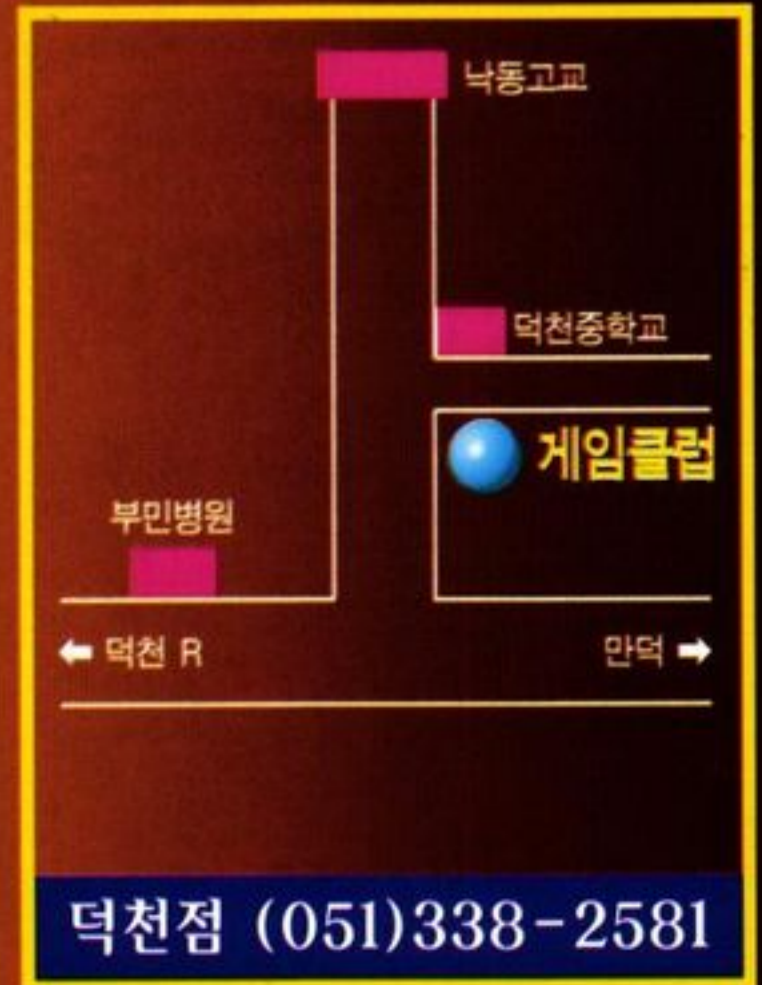 낙동고교
덕천중학교
게임클럽
부민병원
← 덕천 R
만덕 →
덕천점 (051)338-2581